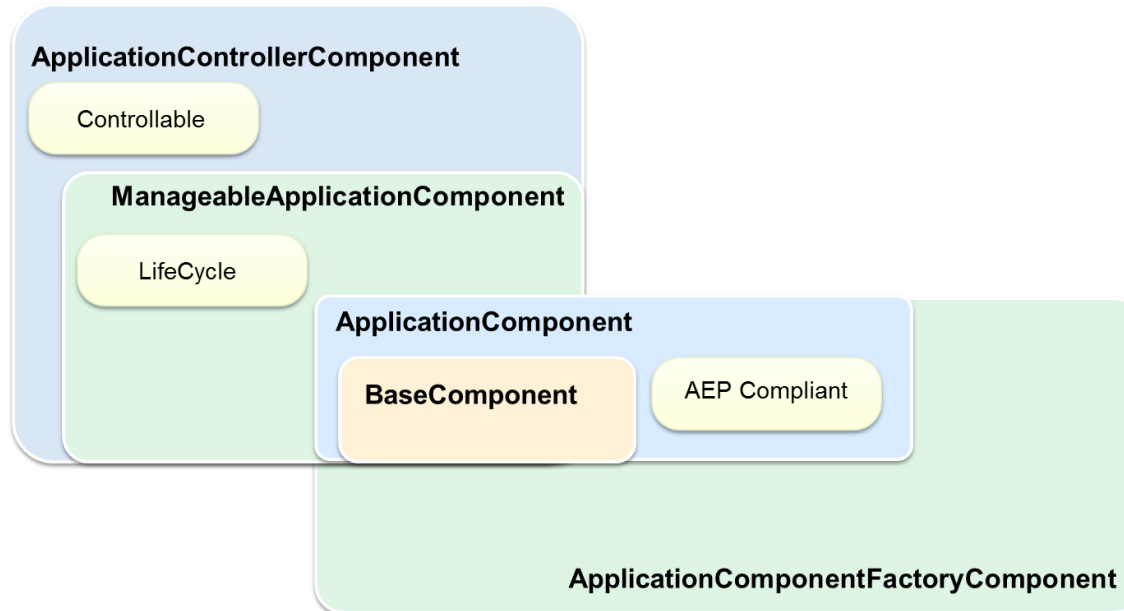 ApplicationControllerComponent
Controllable
ManageableApplicationComponent
LifeCycle
ApplicationComponent
BaseComponent
AEP Compliant
ApplicationComponentFactoryComponent